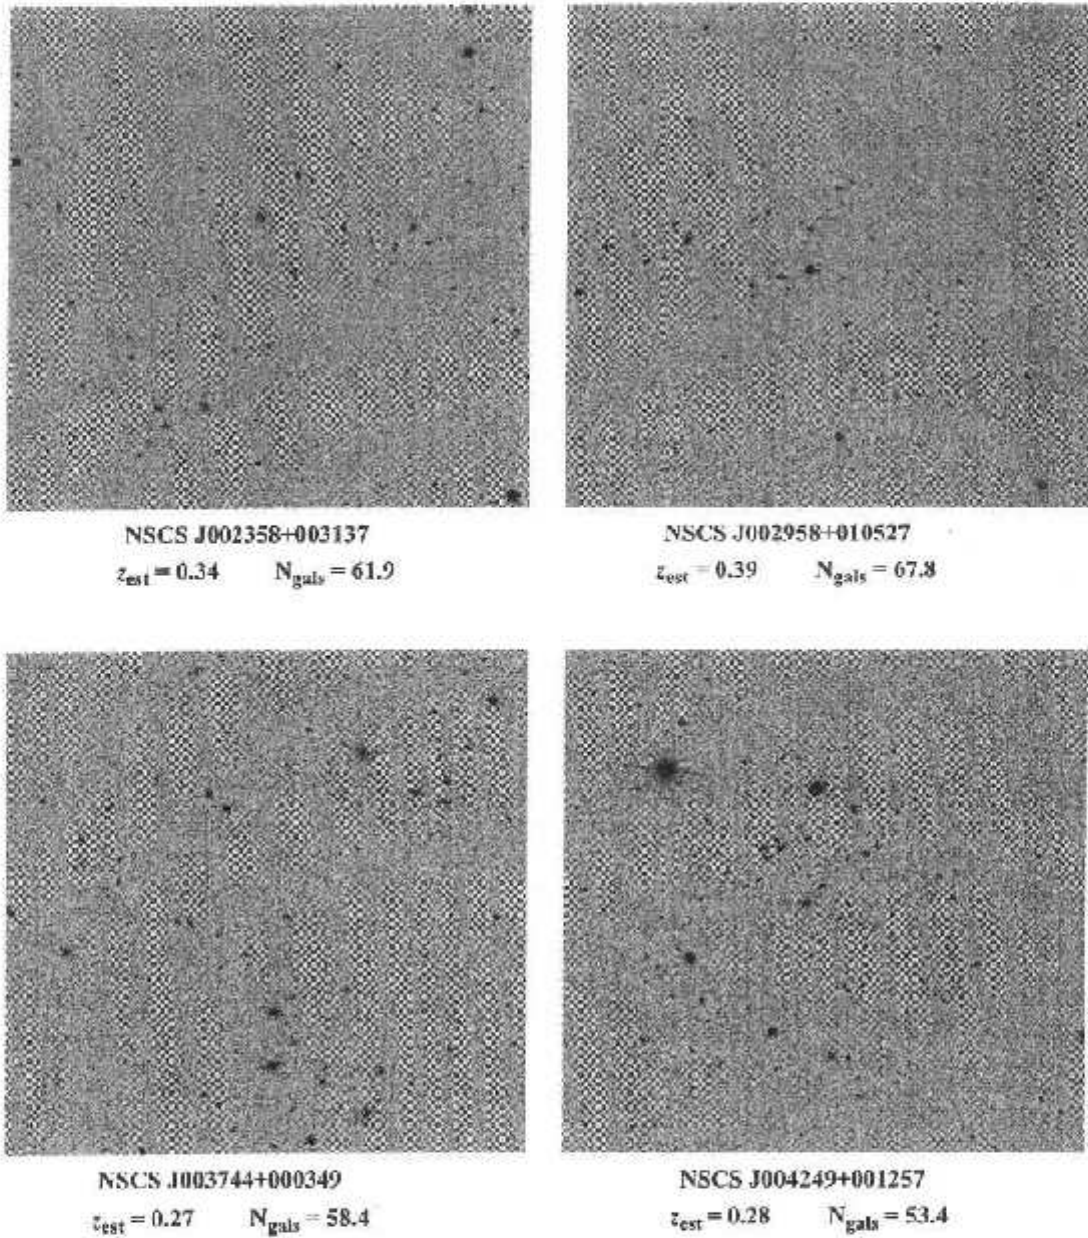 NSCS J002358+003137
z_est = 0.34 N_gals = 61.9
NSCS J002958+010527
z_est = 0.39 N_gals = 67.8
NSCS J003744+000349
z_est = 0.27 N_gals = 58.4
NSCS J004249+001257
z_est = 0.28 N_gals = 53.4